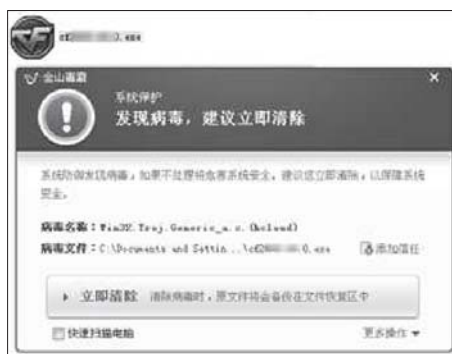 .exe
金山毒霸
系统保护
发现病毒，建议立即清除
系统防御发现病毒，如果不处理将危害系统安全。建议您立即清除，以保障系统
安全。
病毒名称：Win32.Troj.Generic_a.c.(kcloud)
病毒文件：C:\Documents and Settin...\cf2 0.exe 添加信任
立即清除 清除病毒时，原文件将会备份在文件恢复区中
快速扫描电脑 更多操作